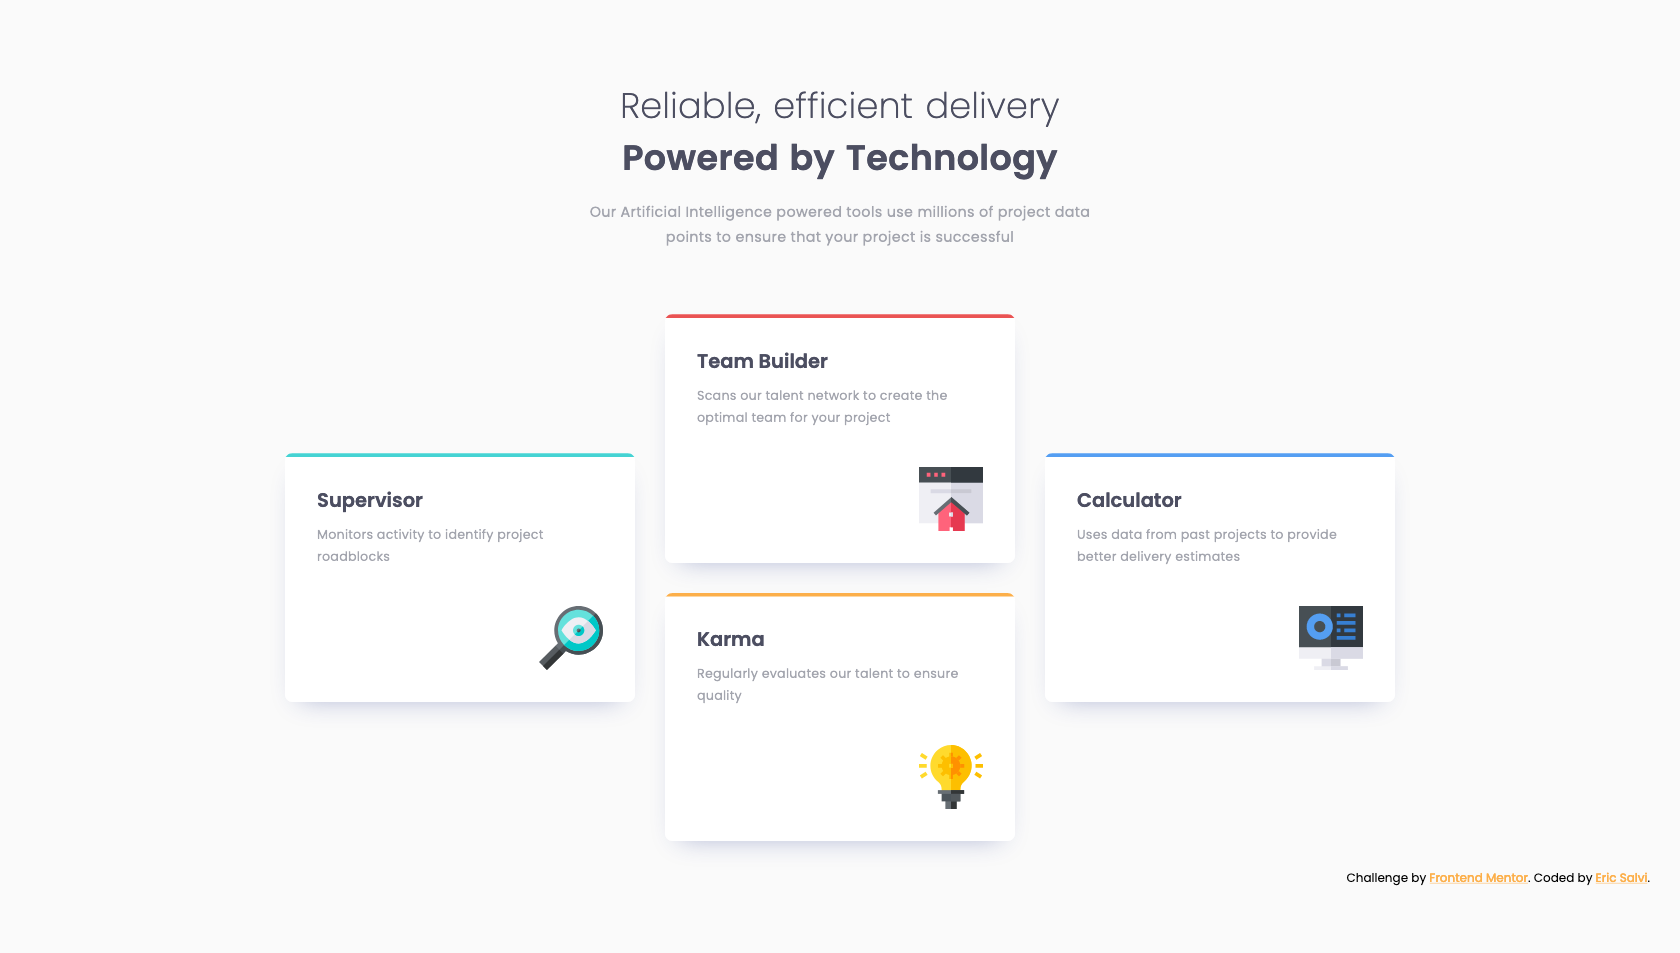 Reliable, efficient delivery
Powered by Technology
Our Artificial Intelligence powered tools use millions of project data
points to ensure that your project is successful
Supervisor
Monitors activity to identify project
roadblocks
Team Builder
Scans our talent network to create the
optimal team for your project
Karma
Regularly evaluates our talent to ensure
quality
Calculator
Uses data from past projects to provide
better delivery estimates
Challenge by Frontend Mentor. Coded by Eric Salvi.